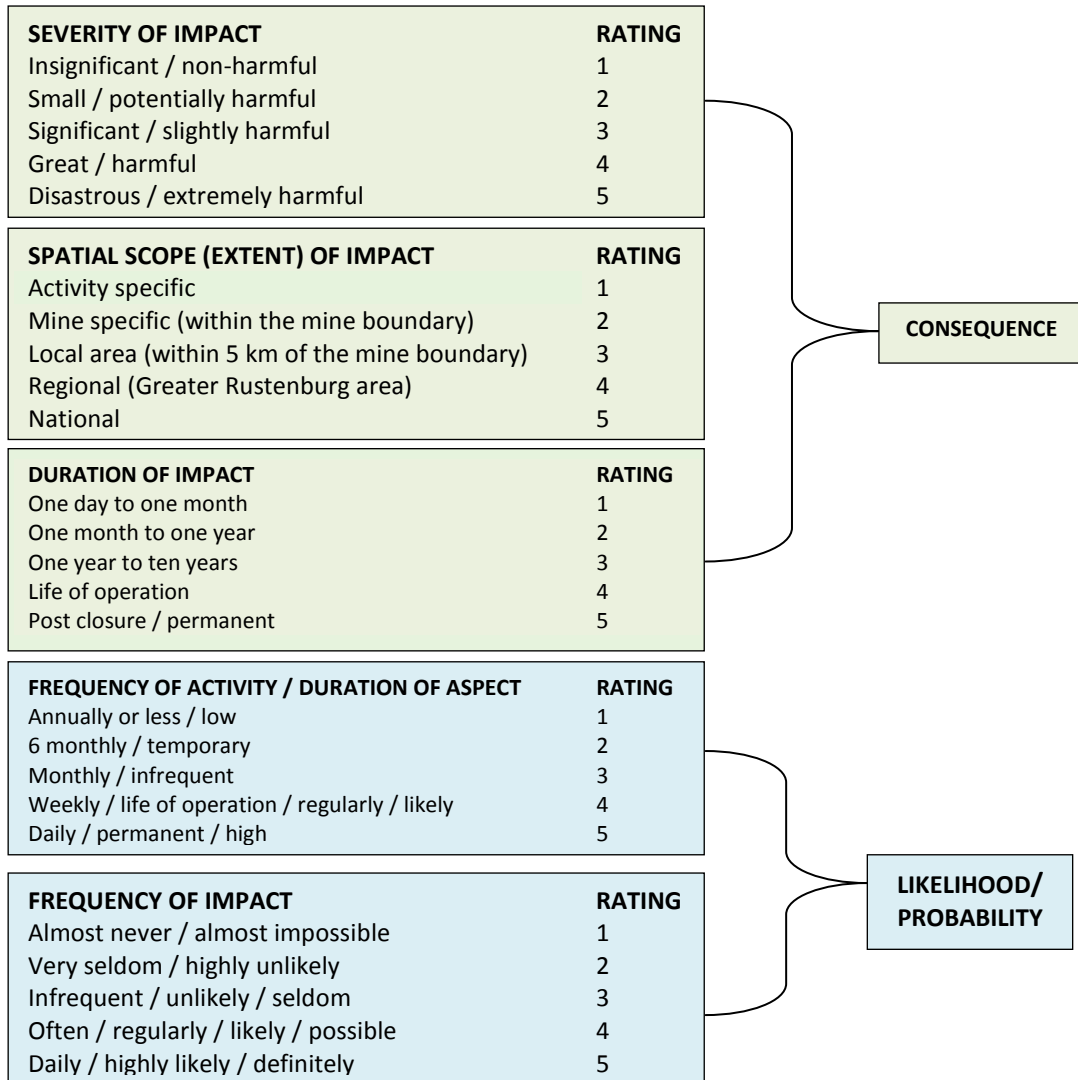 SEVERITY OF IMPACT RATING
Insignificant / non-harmful 1
Small / potentially harmful 2
Significant / slightly harmful 3
Great / harmful 4
Disastrous / extremely harmful 5
SPATIAL SCOPE (EXTENT) OF IMPACT RATING
Activity specific 1
Mine specific (within the mine boundary) 2
Local area (within 5 km of the mine boundary) 3
Regional (Greater Rustenburg area) 4
National 5
DURATION OF IMPACT RATING
One day to one month 1
One month to one year 2
One year to ten years 3
Life of operation 4
Post closure / permanent 5
CONSEQUENCE
FREQUENCY OF ACTIVITY / DURATION OF ASPECT RATING
Annually or less / low 1
6 monthly / temporary 2
Monthly / infrequent 3
Weekly / life of operation / regularly / likely 4
Daily / permanent / high 5
FREQUENCY OF IMPACT RATING
Almost never / almost impossible 1
Very seldom / highly unlikely 2
Infrequent / unlikely / seldom 3
Often / regularly / likely / possible 4
Daily / highly likely / definitely 5
LIKELIHOOD/
PROBABILITY